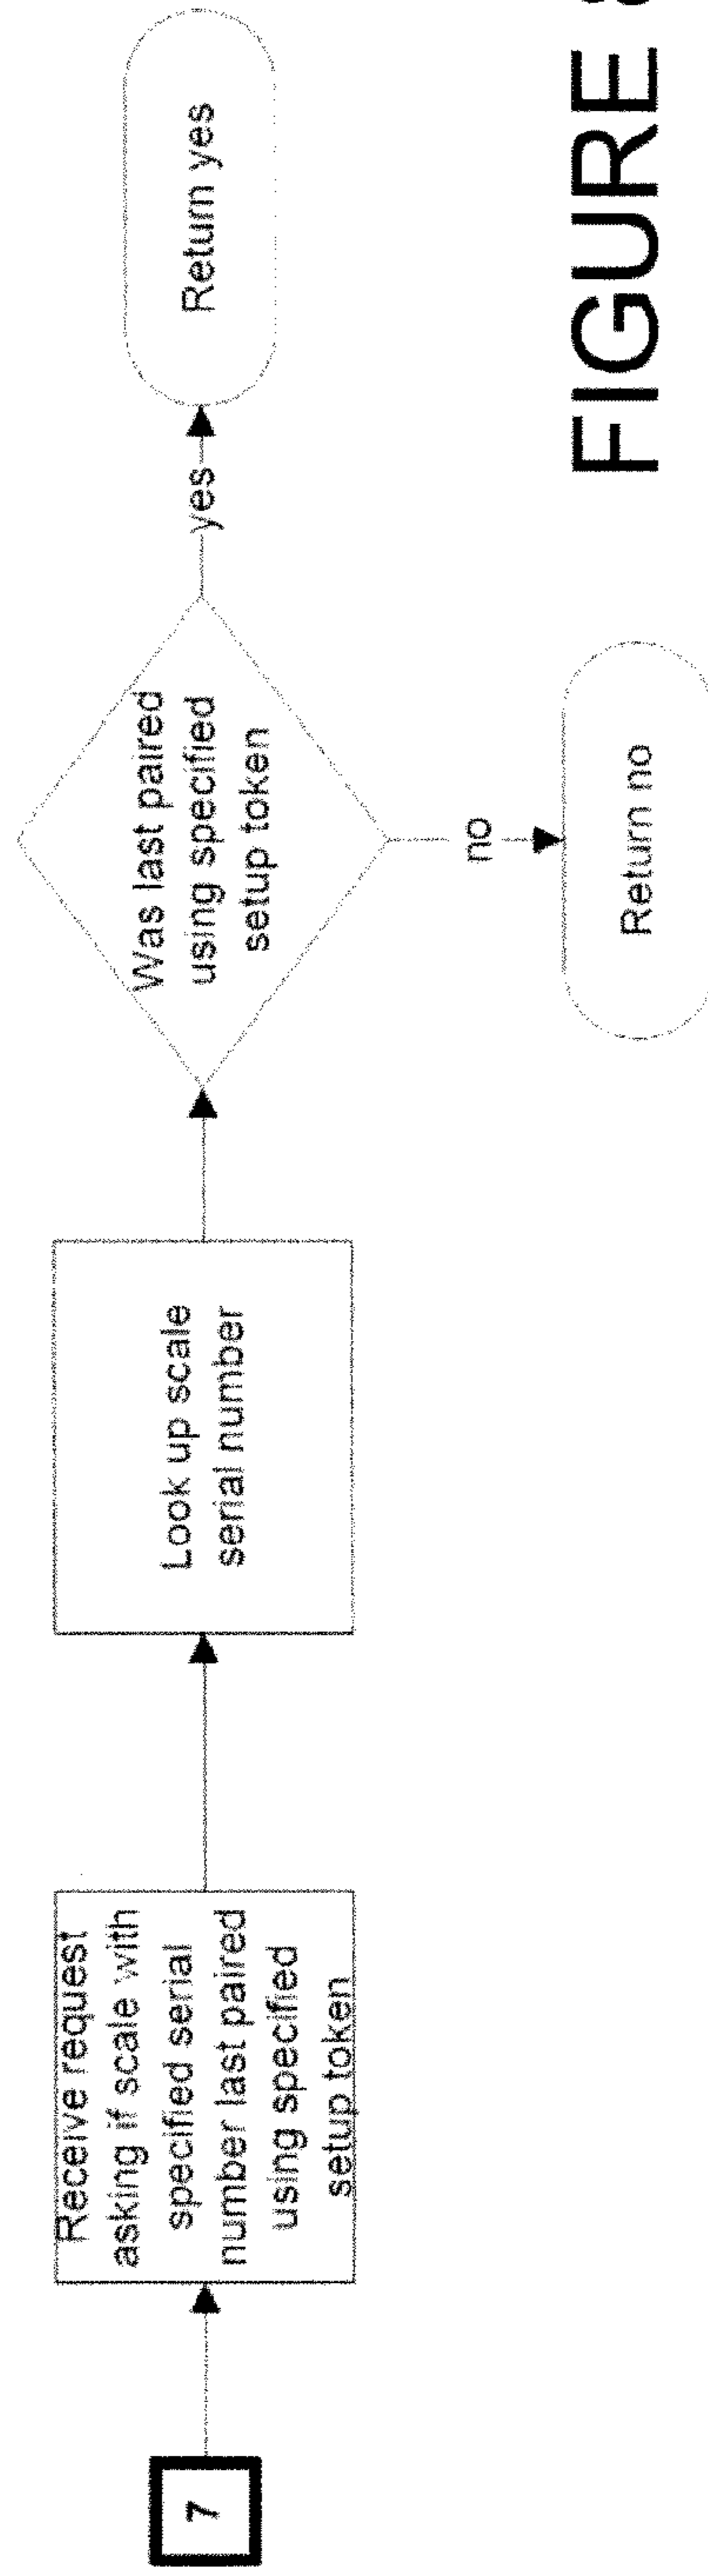 7
Receive request
asking if scale with
specified serial
number last paired
using specified
setup token
Look up scale
serial number
Was last paired
using specified
setup token
yes
Return yes
no
Return no
FIGURE